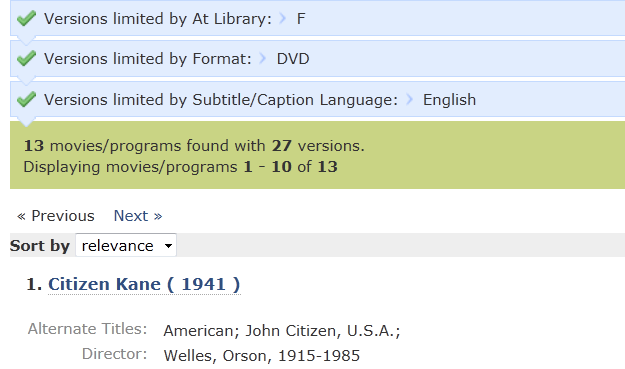 Versions limited by At Library: › F
Versions limited by Format: › DVD
Versions limited by Subtitle/Caption Language: › English
13 movies/programs found with 27 versions.
Displaying movies/programs 1 - 10 of 13
« Previous Next »
Sort by relevance
1. Citizen Kane ( 1941 )
Alternate Titles: American; John Citizen, U.S.A.;
Director: Welles, Orson, 1915-1985